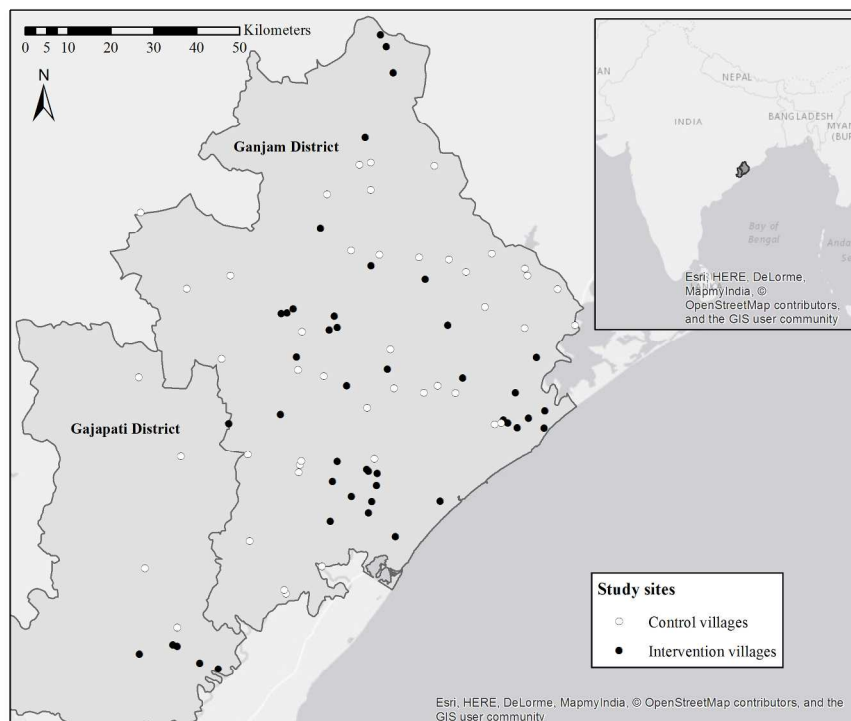 Kilometers
0 5 10 20 30 40 50
N
Ganjam District
Gajapati District
NEPAL
INDIA
BANGLADESH
Bay of
Bengal
Esri, HERE, DeLorme,
MapmyIndia, ©
OpenStreetMap contributors,
and the GIS user community
Study sites
Control villages
Intervention villages
Esri, HERE, DeLorme, MapmyIndia, © OpenStreetMap contributors, and the
GIS user community